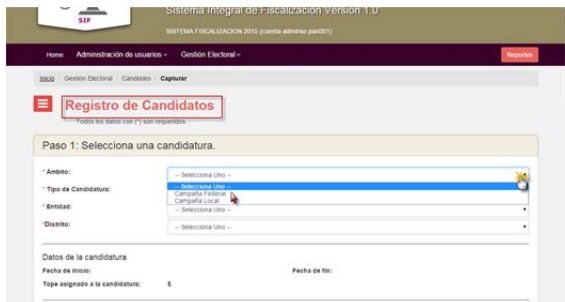 SIF
Sistema Integral de Fiscalización Versión 1.0
SISTEMA FISCALIZACION 2015 (cuenta adminso pan001)
Home Administración de usuarios Gestión Electoral Reportes
Inicio Gestión Electoral Candidato Capturar
Registro de Candidatos
Todos los datos con (*) son requeridos.
Paso 1: Selecciona una candidatura.
* Ámbito: -- Selecciona Uno --
-- Selecciona Uno --
* Tipo de Candidatura: Campaña Federal
Campaña Local
* Entidad: -- Selecciona Uno --
*Distrito: -- Selecciona Uno --
Datos de la candidatura
Fecha de inicio: Fecha de fin:
Tope asignado a la candidatura: $